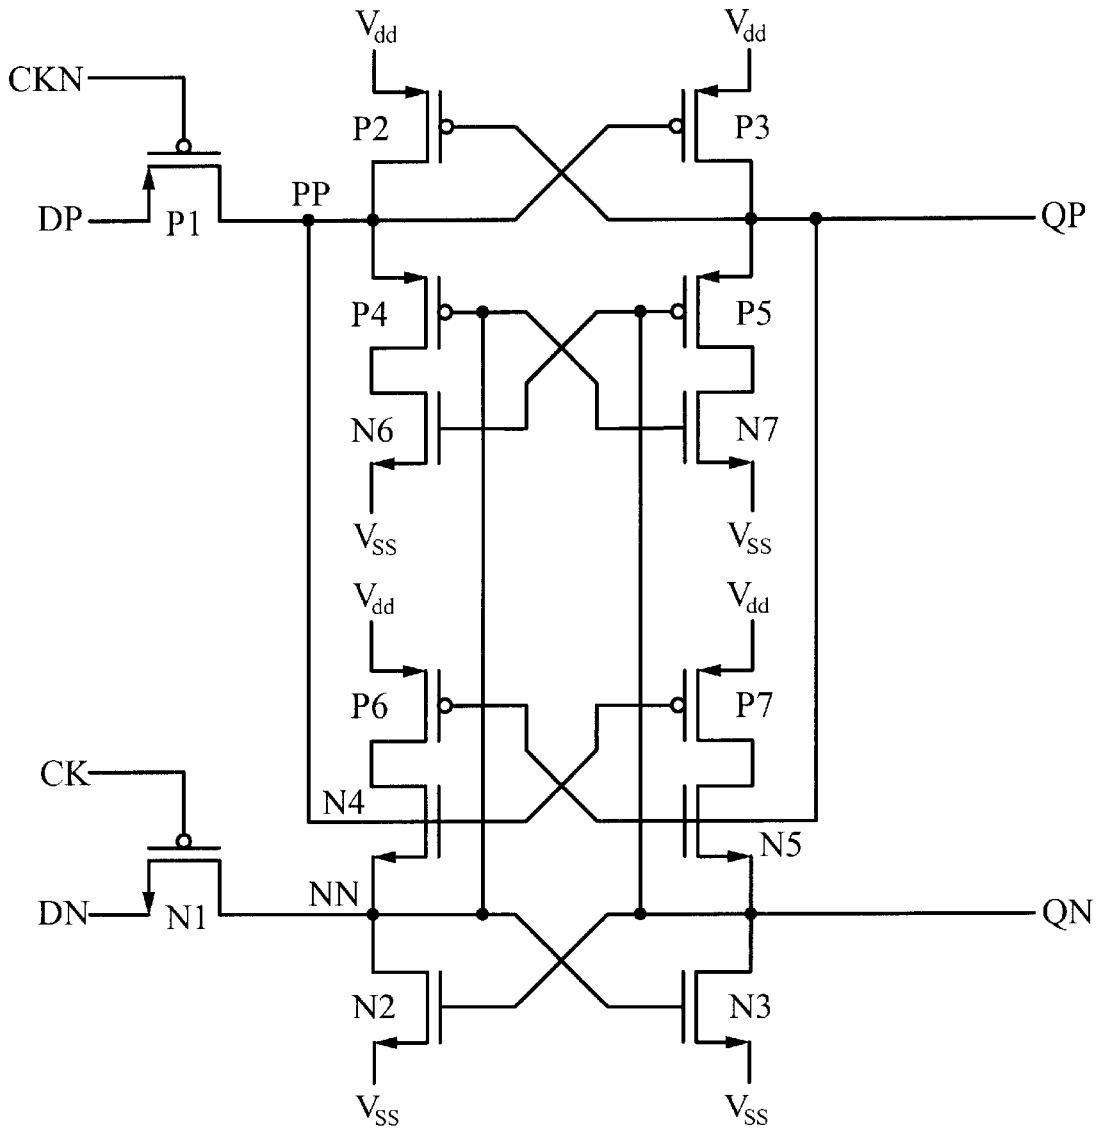 Vdd Vdd
CKN
P2 P3
PP
DP P1 QP
P4 P5
N6 N7
VSS VSS
Vdd Vdd
P6 P7
CK
N4
N5
NN
DN N1 QN
N2 N3
VSS VSS